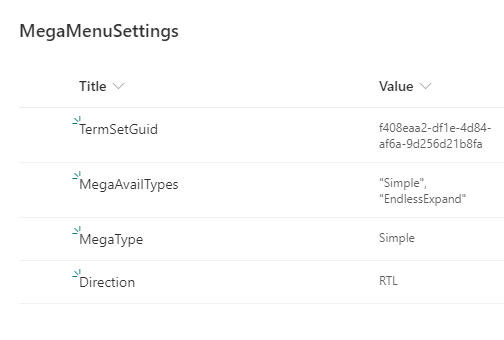 MegaMenuSettings
Title Value
TermSetGuid f408eaa2-df1e-4d84-
af6a-9d256d21b8fa
MegaAvailTypes "Simple",
"EndlessExpand"
MegaType Simple
Direction RTL